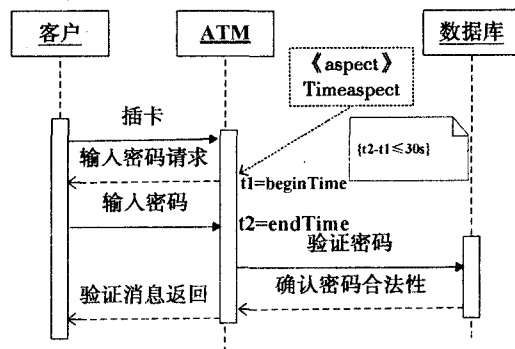 客户
ATM
数据库
《aspect》
Timeaspect
插卡
{t2-t1≤30s}
输入密码请求
t1=beginTime
输入密码
t2=endTime
验证密码
确认密码合法性
验证消息返回